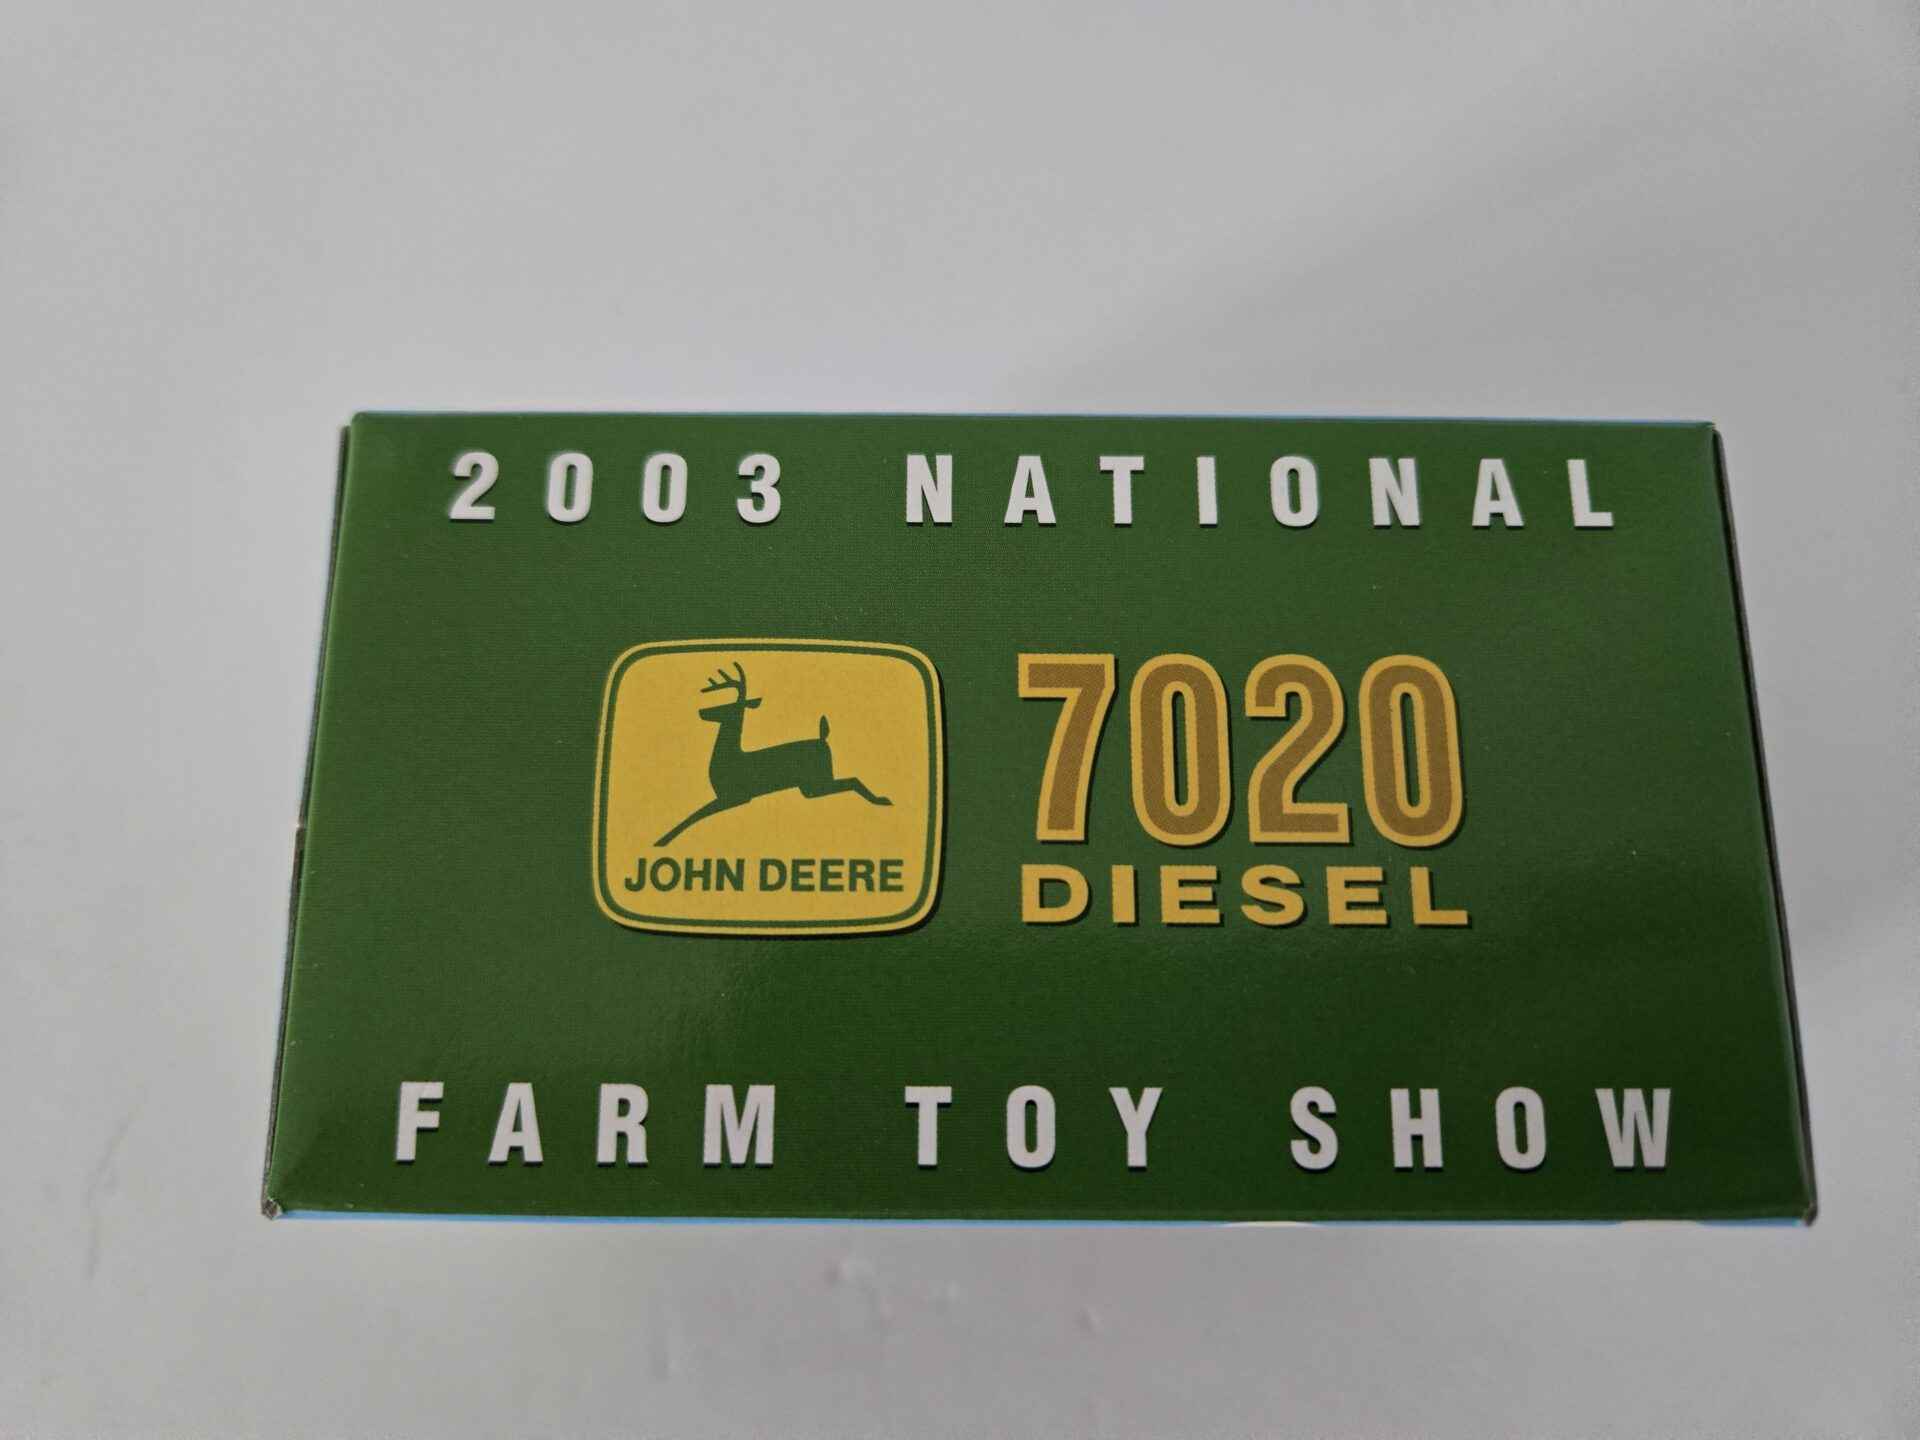 2003 NATIONAL
JOHN DEERE
7020
DIESEL
FARM TOY SHOW